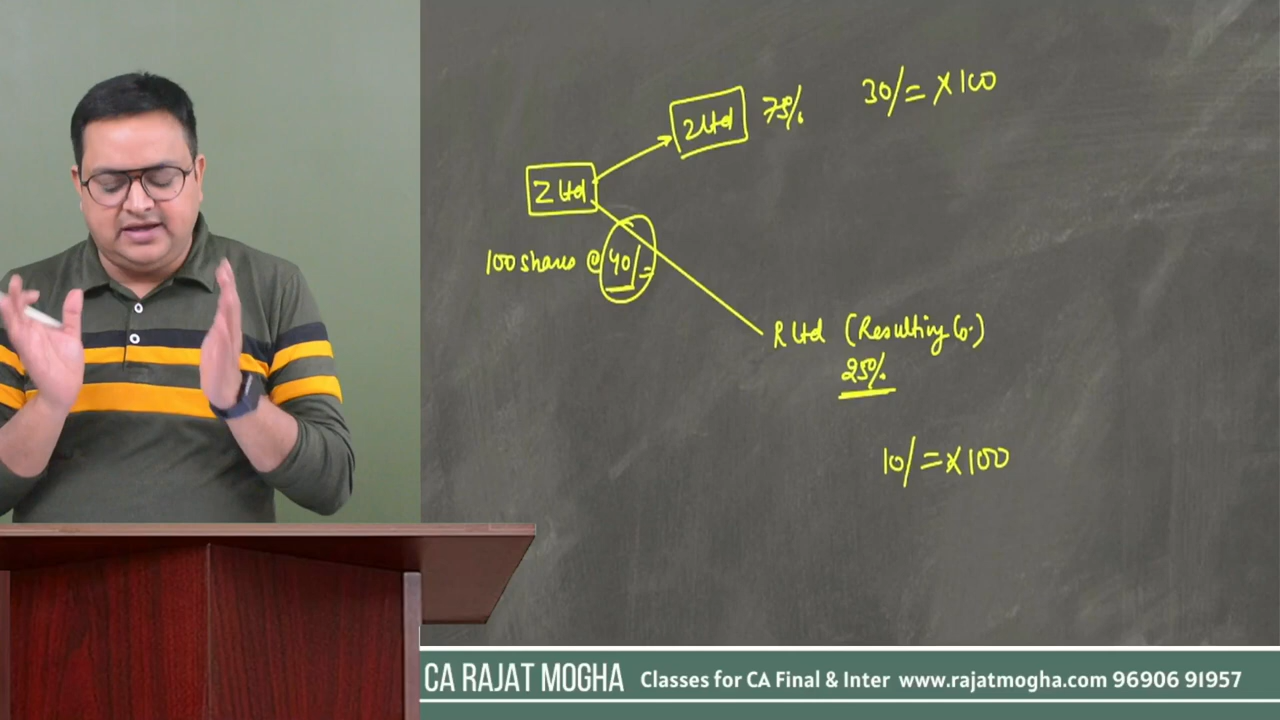 30/= × 100
Z Ltd 75%
Z Ltd.
100 shares @ 40/=
R Ltd (Resulting Co.)
25%
10/= × 100
CA RAJAT MOGHA Classes for CA Final & Inter www.rajatmogha.com 96906 91957